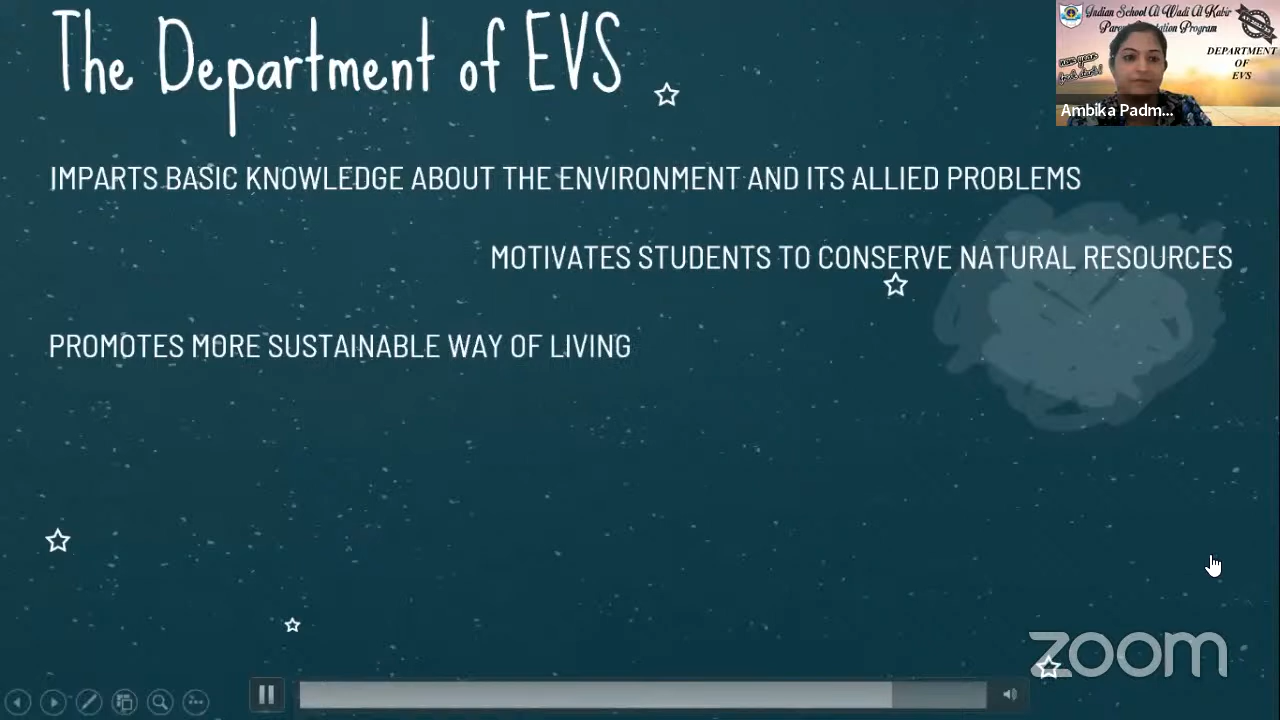 The Department of EVS
IMPARTS BASIC KNOWLEDGE ABOUT THE ENVIRONMENT AND ITS ALLIED PROBLEMS
MOTIVATES STUDENTS TO CONSERVE NATURAL RESOURCES
PROMOTES MORE SUSTAINABLE WAY OF LIVING
Indian School Al Wadi Al Kabir
DEPARTMENT
OF
EVS
Ambika Padm...
zoom